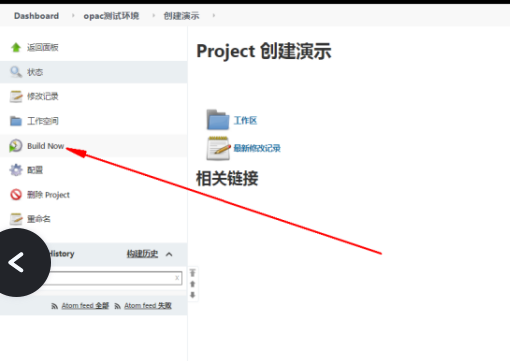 Dashboard › opac测试环境 › 创建演示 ›
返回面板
状态
修改记录
工作空间
Build Now
配置
删除 Project
重命名
History 构建历史
x
Atom feed 全部 Atom feed 失败
Project 创建演示
工作区
最新修改记录
相关链接